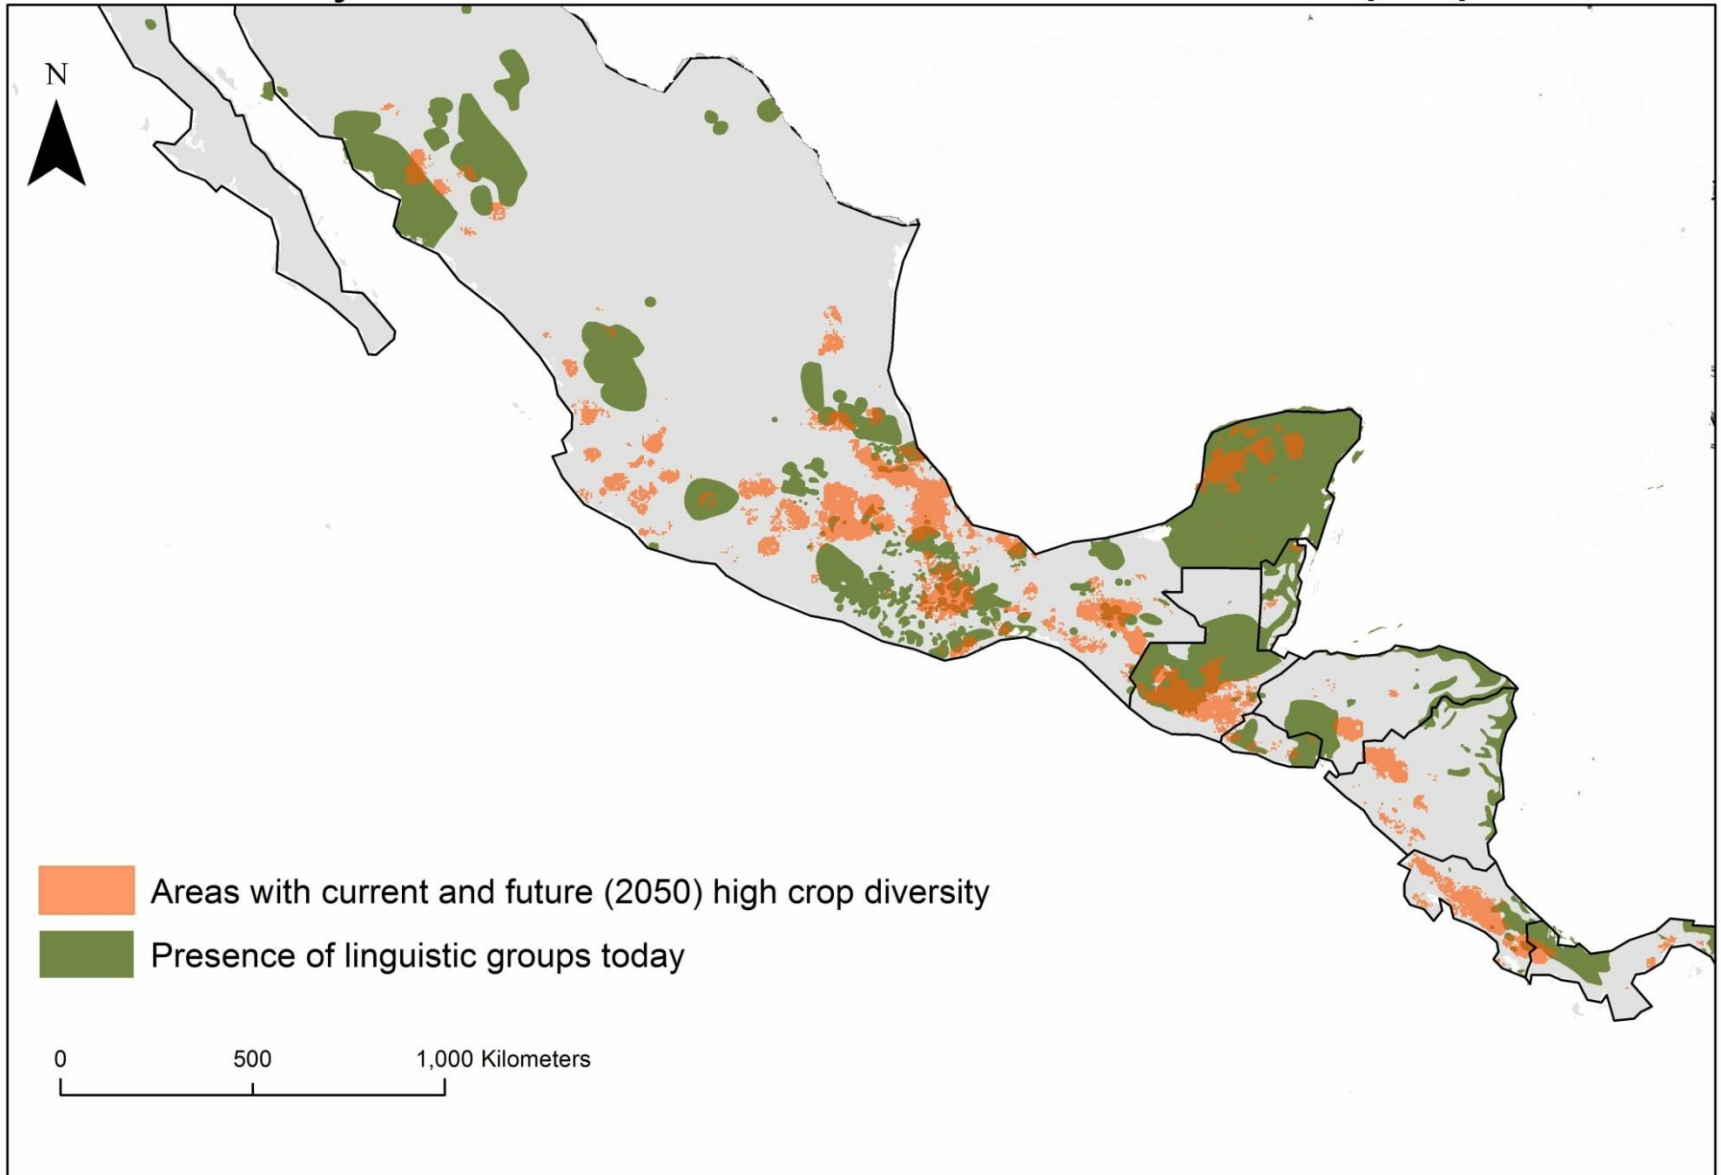 N
Areas with current and future (2050) high crop diversity
Presence of linguistic groups today
0 500 1,000 Kilometers